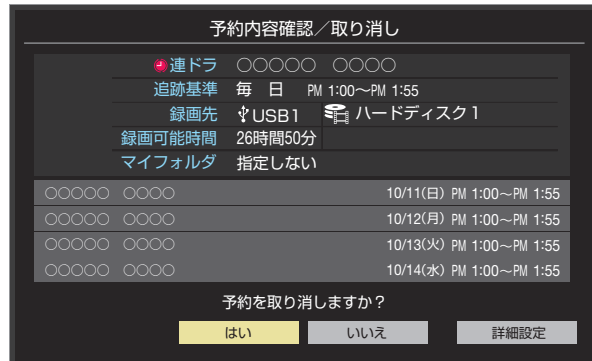 予約内容確認／取り消し
連ドラ ○○○○○ ○○○○
追跡基準 毎 日 PM 1:00～PM 1:55
録画先 USB1 ハードディスク1
録画可能時間 26時間50分
マイフォルダ 指定しない
○○○○○ ○○○○ 10/11(日) PM 1:00～PM 1:55
○○○○○ ○○○○ 10/12(月) PM 1:00～PM 1:55
○○○○○ ○○○○ 10/13(火) PM 1:00～PM 1:55
○○○○○ ○○○○ 10/14(水) PM 1:00～PM 1:55
予約を取り消しますか？
はい いいえ 詳細設定